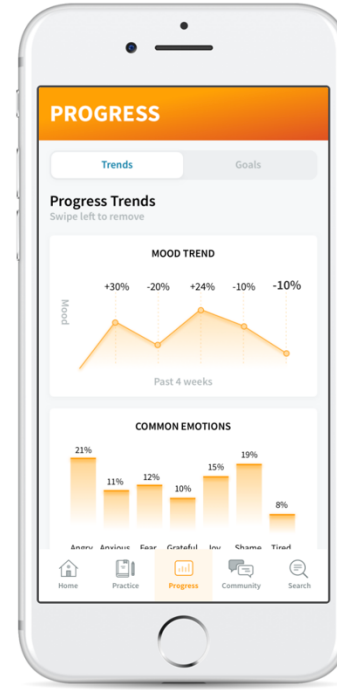 PROGRESS
Trends Goals
Progress Trends
Swipe left to remove
MOOD TREND
+30% -20% +24% -10% -10%
Mood
Past 4 weeks
COMMON EMOTIONS
21% 11% 12% 10% 15% 19% 8%
Angry Anxious Fear Grateful Joy Shame Tired
Home Practice Progress Community Search